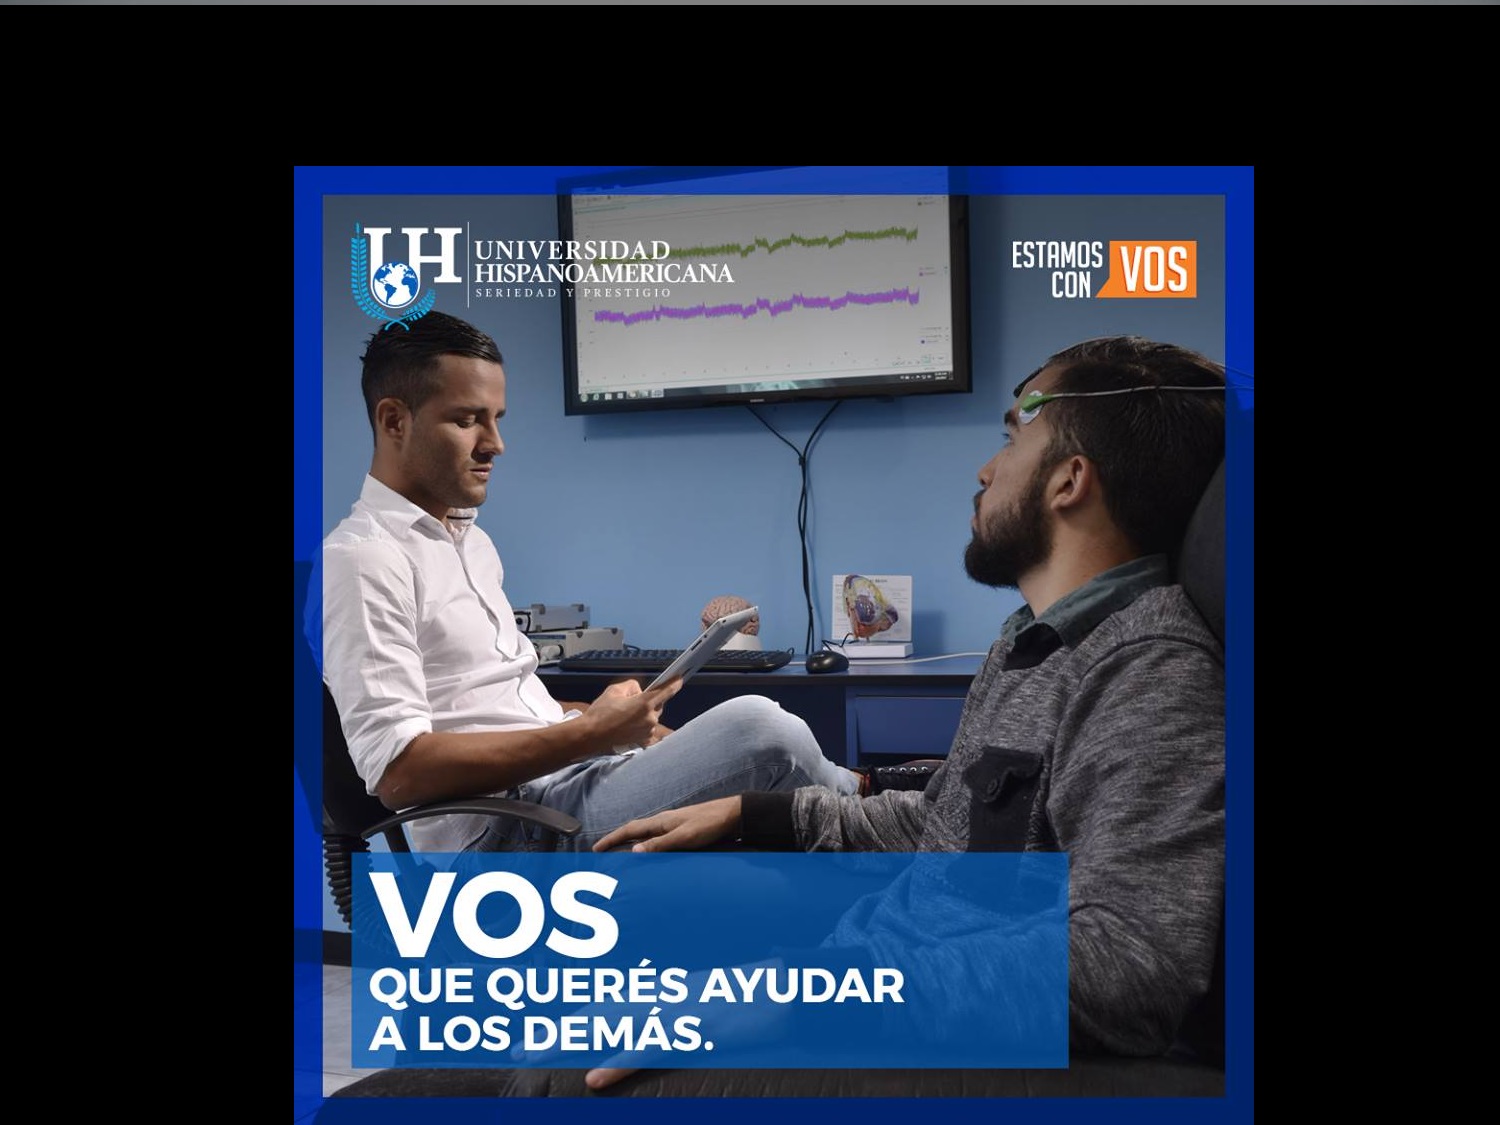 UNIVERSIDAD
HISPANOAMERICANA
SERIEDAD Y PRESTIGIO
ESTAMOS
CON VOS
VOS
QUE QUERÉS AYUDAR
A LOS DEMÁS.